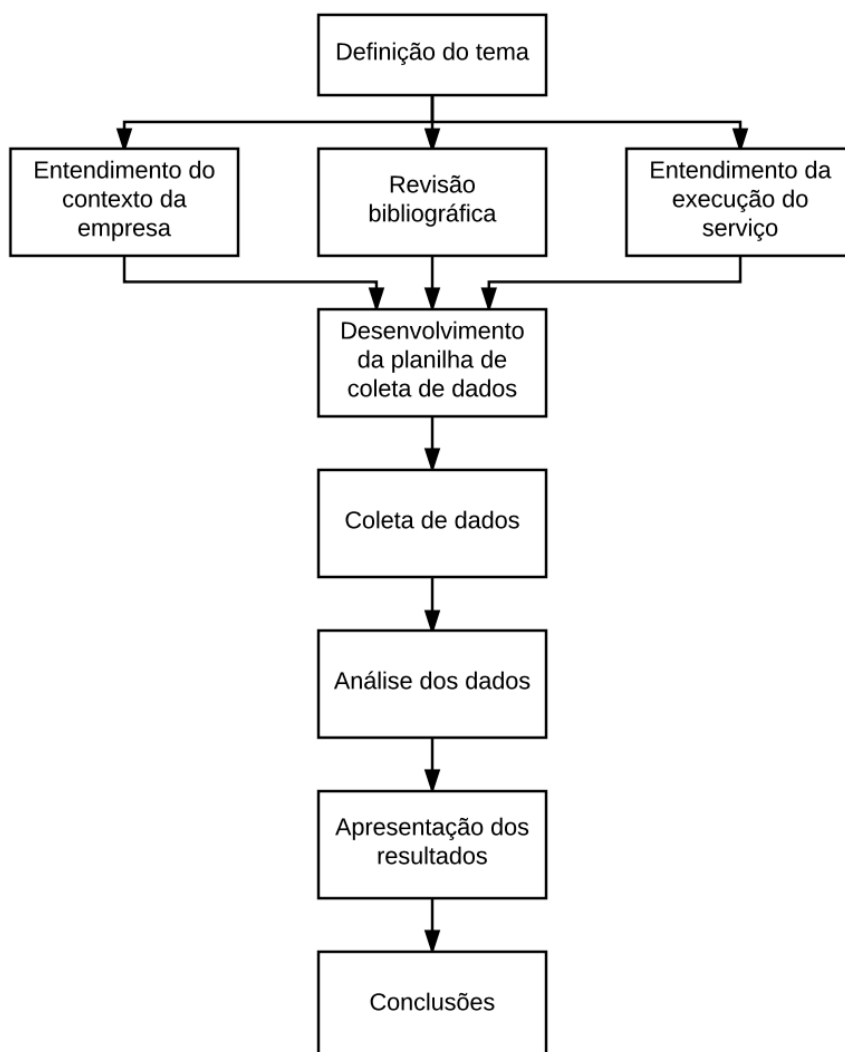 Definição do tema
Entendimento do
contexto da
empresa
Revisão
bibliográfica
Entendimento da
execução do
serviço
Desenvolvimento
da planilha de
coleta de dados
Coleta de dados
Análise dos dados
Apresentação dos
resultados
Conclusões